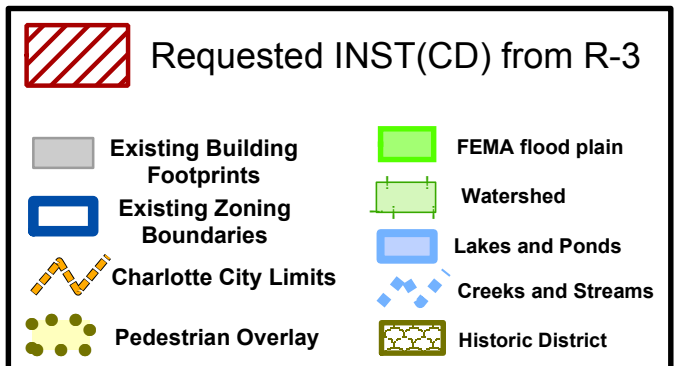 Requested INST(CD) from R-3
Existing Building
Footprints
Existing Zoning
Boundaries
Charlotte City Limits
Pedestrian Overlay
FEMA flood plain
Watershed
Lakes and Ponds
Creeks and Streams
Historic District